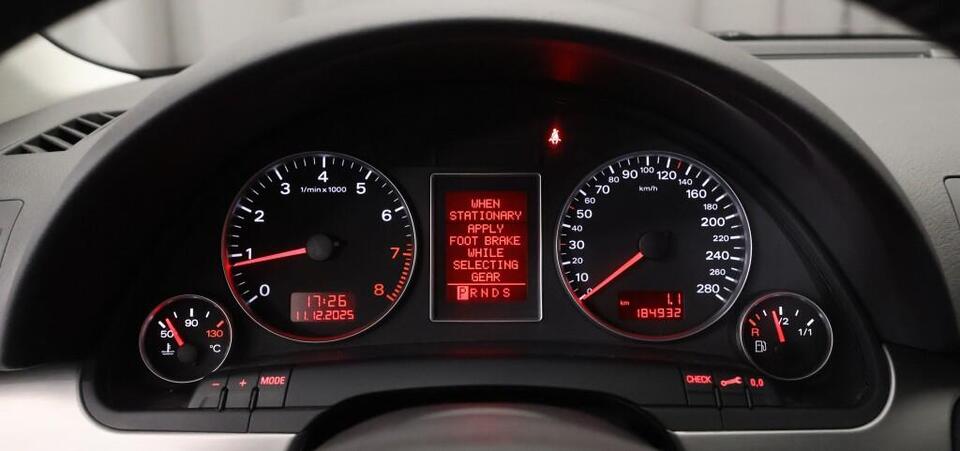 0
1
2
3
4
5
6
7
8
1/min x 1000
17:26
11.12.2025
WHEN
STATIONARY
APPLY
FOOT BRAKE
WHILE
SELECTING
GEAR
PRNDS
0
10
20
30
40
50
60
70
80
90
100
120
140
160
180
200
220
240
260
280
km/h
km 1.1
184932
50
90
130
°C
R
1/2
1/1
- + MODE
CHECK 0.0